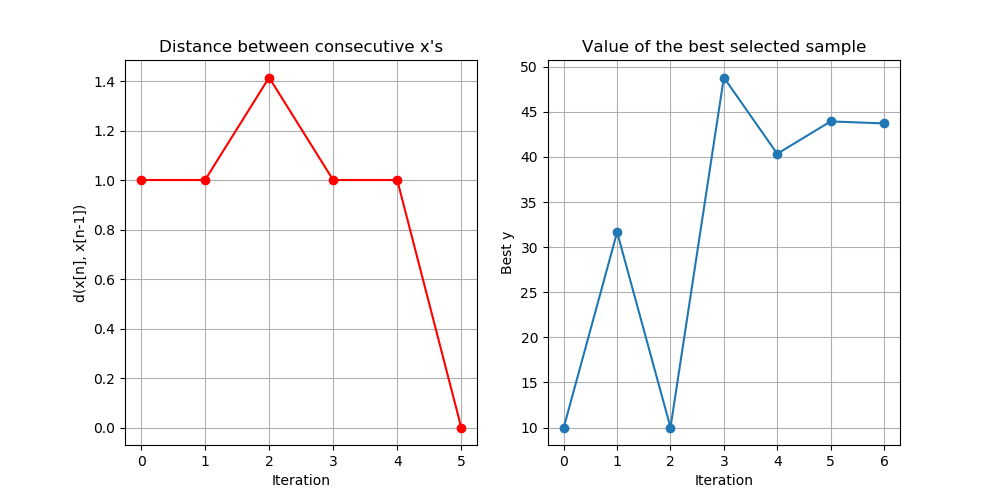 Distance between consecutive x's
d(x[n], x[n-1])
1.4
1.2
1.0
0.8
0.6
0.4
0.2
0.0
0 1 2 3 4 5
Iteration
Value of the best selected sample
Best y
50
45
40
35
30
25
20
15
10
0 1 2 3 4 5 6
Iteration